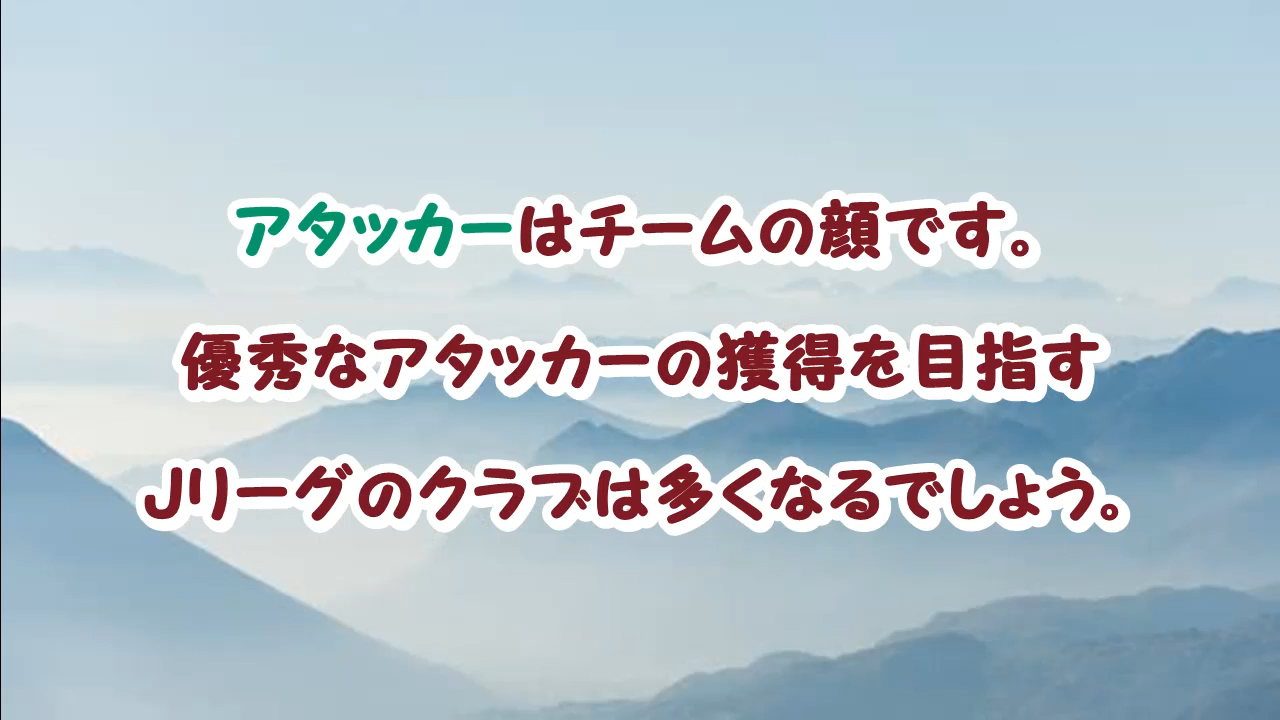 アタッカーはチームの顔です。
優秀なアタッカーの獲得を目指す
Jリーグのクラブは多くなるでしょう。